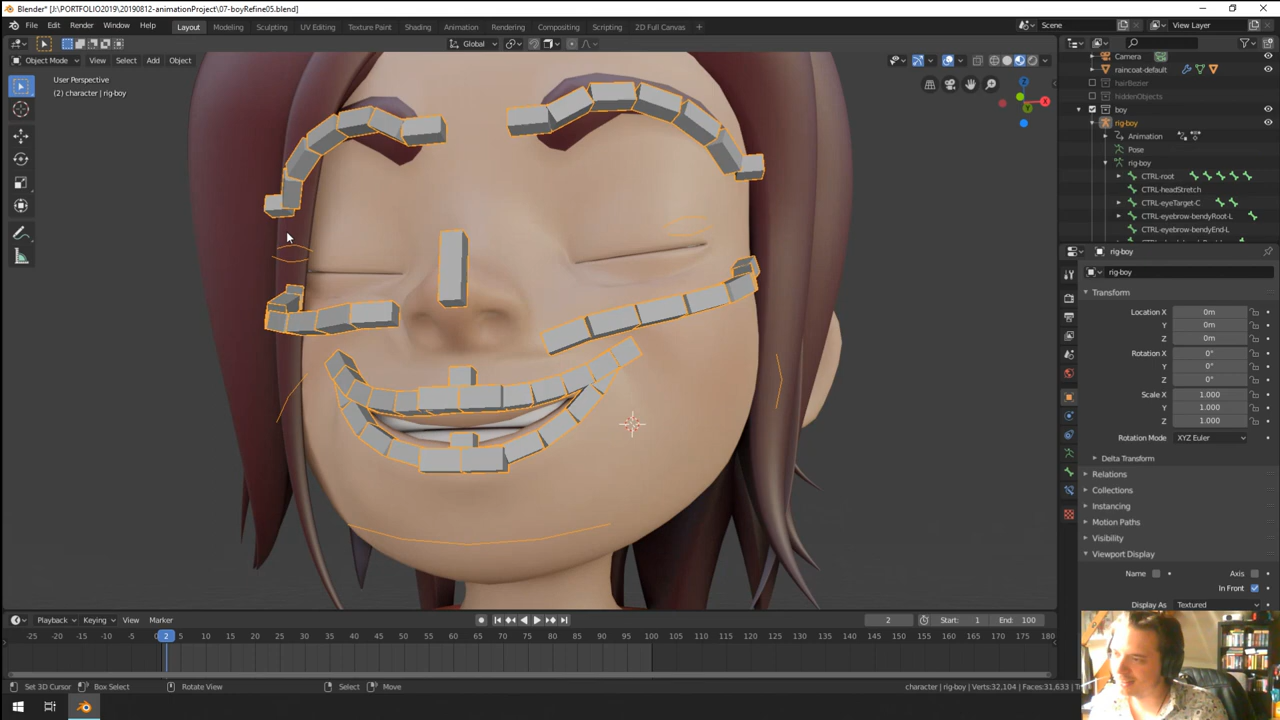 Blender* [J:\PORTFOLIO2019\20190812-animationProject\07-boyRefine05.blend]
File Edit Render Window Help
Layout Modeling Sculpting UV Editing Texture Paint Shading Animation Rendering Compositing Scripting 2D Full Canvas
Scene View Layer
Global
Object Mode View Select Add Object
User Perspective
(2) character | rig-boy
Camera
raincoat-default
hairBezier
hiddenObjects
boy
rig-boy
Animation
Pose
rig-boy
CTRL-root
CTRL-headStretch
CTRL-eyeTarget-C
CTRL-eyebrow-bendyRoot-L
CTRL-eyebrow-bendyEnd-L
rig-boy
rig-boy
Transform
Location X 0m
Y 0m
Z 0m
Rotation X 0°
Y 0°
Z 0°
Scale X 1.000
Y 1.000
Z 1.000
Rotation Mode XYZ Euler
Delta Transform
Relations
Collections
Instancing
Motion Paths
Visibility
Viewport Display
Name Axis
In Front
Display As Textured
X
Z
Playback Keying View Marker 2 Start: 1 End: 100
-25 -20 -15 -10 -5 0 2 5 10 15 20 25 30 35 40 45 50 55 60 65 70 75 80 85 90 95 100 105 110 115 120 125 130 135 140 145 150 155 160 165 170 175 180
Set 3D Cursor Box Select Rotate View Select Move character | rig-boy | Verts:32,104 | Faces:31,633 | T